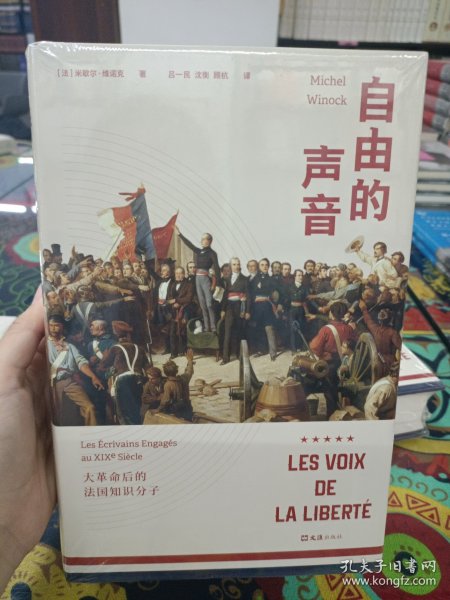 [法] 米歇尔·维诺克 著 吕一民 沈衡 顾杭 译
Michel
Winock
自由的
声音
Les Écrivains Engagés
au XIXe Siècle
大革命后的
法国知识分子
★★★★★
LES VOIX
DE
LA LIBERTÉ
文汇出版社
孔夫子旧书网
www.kongfz.com